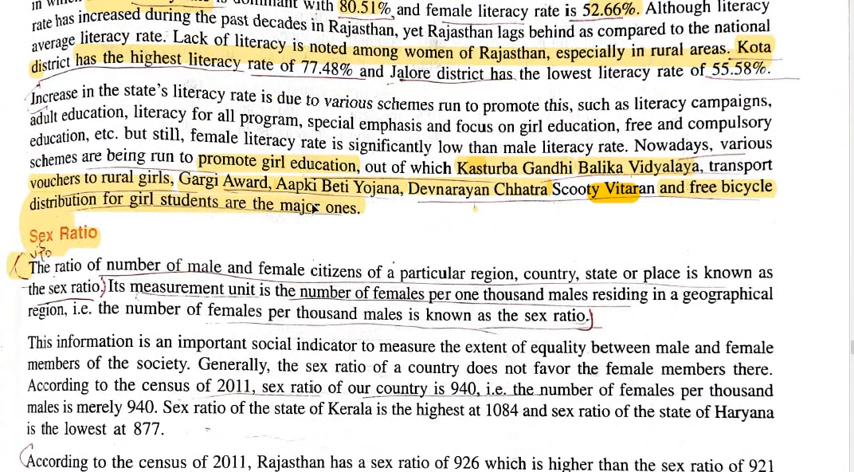 dominant with 80.51% and female literacy rate is 52.66%. Although literacy
rate has increased during the past decades in Rajasthan, yet Rajasthan lags behind as compared to the national
average literacy rate. Lack of literacy is noted among women of Rajasthan, especially in rural areas. Kota
district has the highest literacy rate of 77.48% and Jalore district has the lowest literacy rate of 55.58%.
Increase in the state's literacy rate is due to various schemes run to promote this, such as literacy campaigns,
adult education, literacy for all program, special emphasis and focus on girl education, free and compulsory
education, etc. but still, female literacy rate is significantly low than male literacy rate. Nowadays, various
schemes are being run to promote girl education, out of which Kasturba Gandhi Balika Vidyalaya, transport
vouchers to rural girls, Gargi Award, Aapki Beti Yojana, Devnarayan Chhatra Scooty Vitaran and free bicycle
distribution for girl students are the major ones.
Sex Ratio
The ratio of number of male and female citizens of a particular region, country, state or place is known as
the sex ratio. Its measurement unit is the number of females per one thousand males residing in a geographical
region, i.e. the number of females per thousand males is known as the sex ratio.
This information is an important social indicator to measure the extent of equality between male and female
members of the society. Generally, the sex ratio of a country does not favor the female members there.
According to the census of 2011, sex ratio of our country is 940, i.e. the number of females per thousand
males is merely 940. Sex ratio of the state of Kerala is the highest at 1084 and sex ratio of the state of Haryana
is the lowest at 877.
According to the census of 2011, Rajasthan has a sex ratio of 926 which is higher than the sex ratio of 921